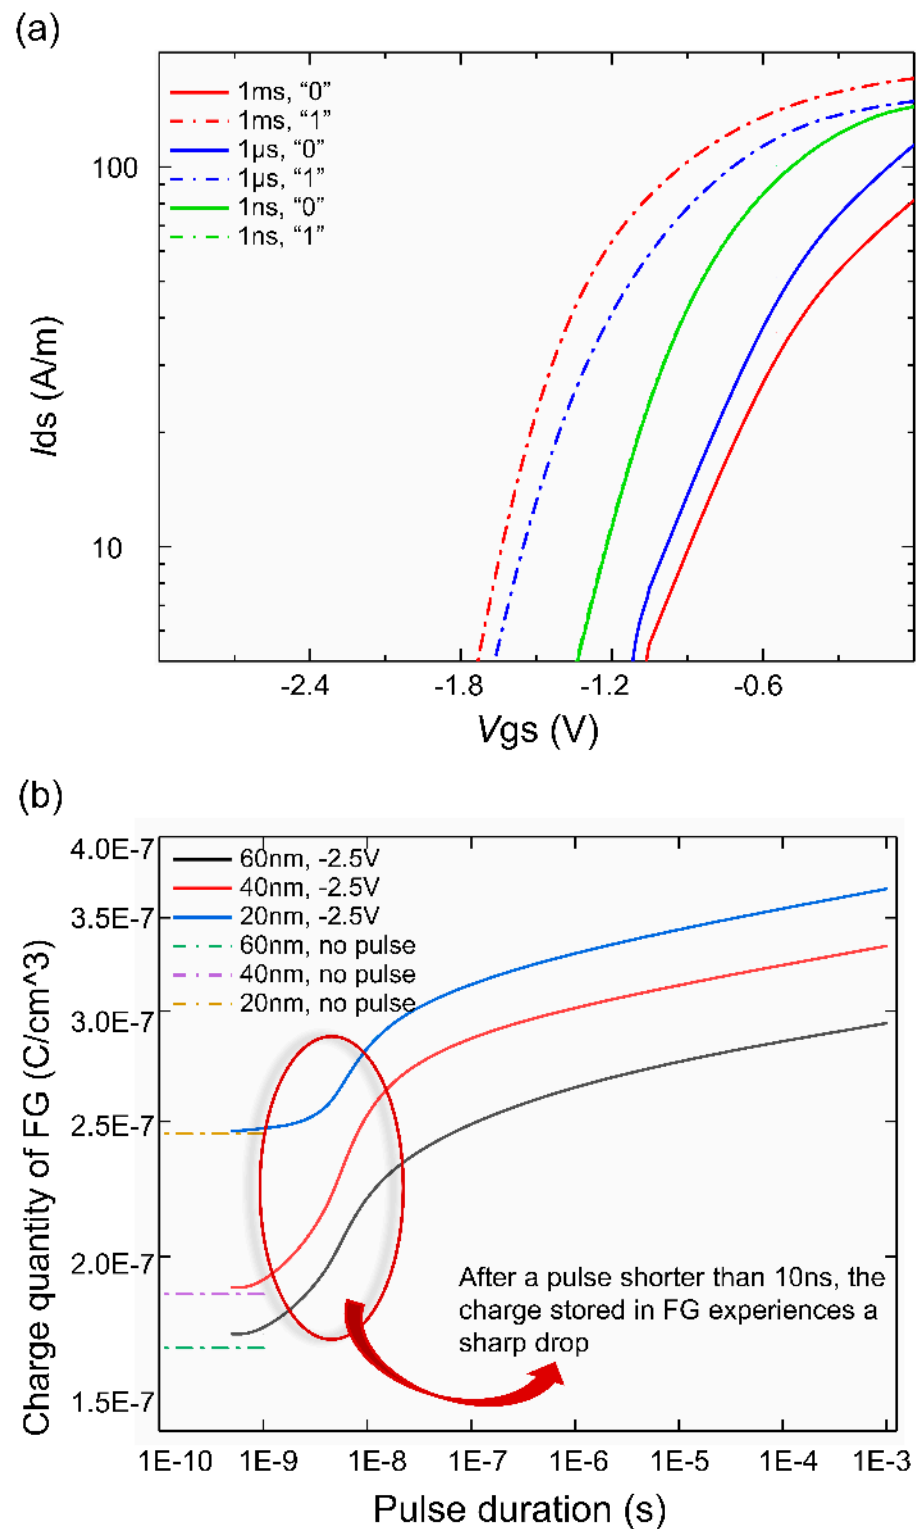 (a)
1ms, “0”
1ms, “1”
1μs, “0”
1μs, “1”
1ns, “0”
1ns, “1”
100
10
Ids (A/m)
-2.4 -1.8 -1.2 -0.6
Vgs (V)
(b)
4.0E-7
3.5E-7
3.0E-7
2.5E-7
2.0E-7
1.5E-7
Charge quantity of FG (C/cm^3)
60nm, -2.5V
40nm, -2.5V
20nm, -2.5V
60nm, no pulse
40nm, no pulse
20nm, no pulse
After a pulse shorter than 10ns, the
charge stored in FG experiences a
sharp drop
1E-10 1E-9 1E-8 1E-7 1E-6 1E-5 1E-4 1E-3
Pulse duration (s)